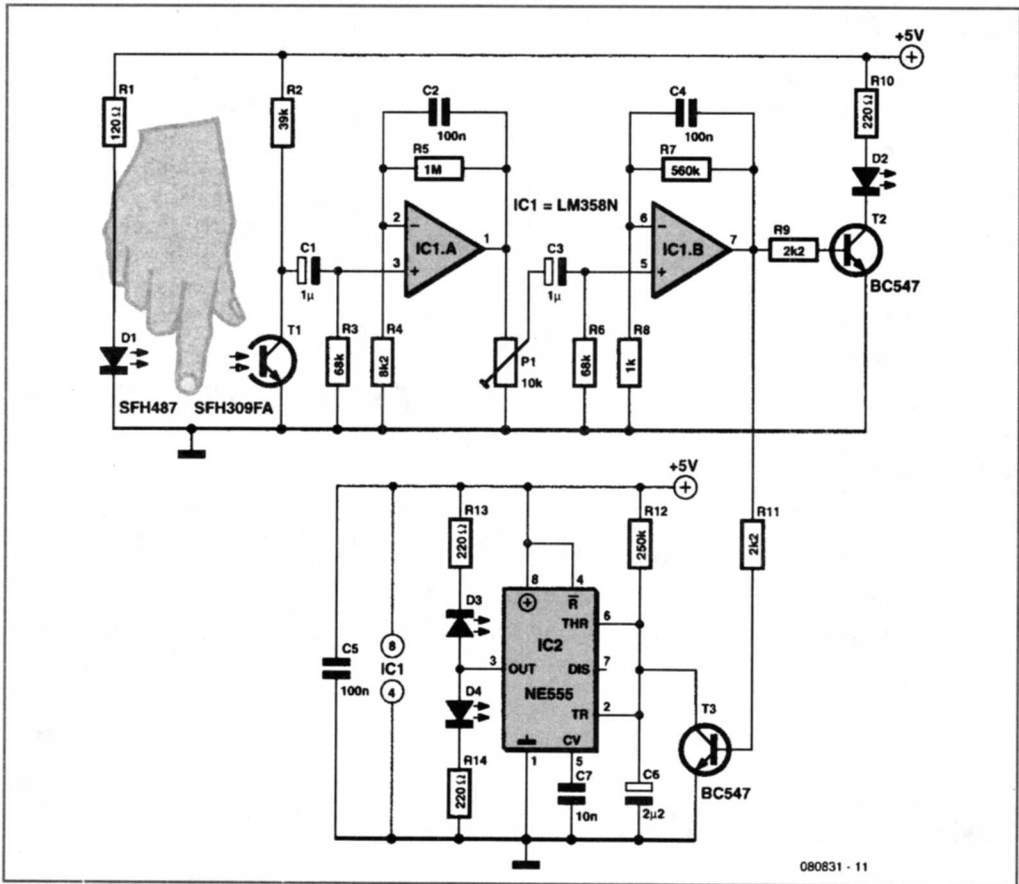 +5V
R1
120Ω
R2
39k
C2
100n
R5
1M
2
IC1.A
1
3
C1
1µ
R3
68k
R4
8k2
P1
10k
IC1 = LM358N
C3
1µ
R6
68k
R8
1k
C4
100n
R7
560k
6
IC1.B
7
5
R9
2k2
R10
220Ω
D2
T2
BC547
D1
SFH487
T1
SFH309FA
+5V
C5
100n
8
IC1
4
R13
220Ω
D3
D4
R14
220Ω
8
4
R
THR
6
IC2
3
OUT
DIS
7
NE555
TR
2
CV
1
5
C7
10n
R12
250k
C6
2µ2
R11
2k2
T3
BC547
080831 - 11